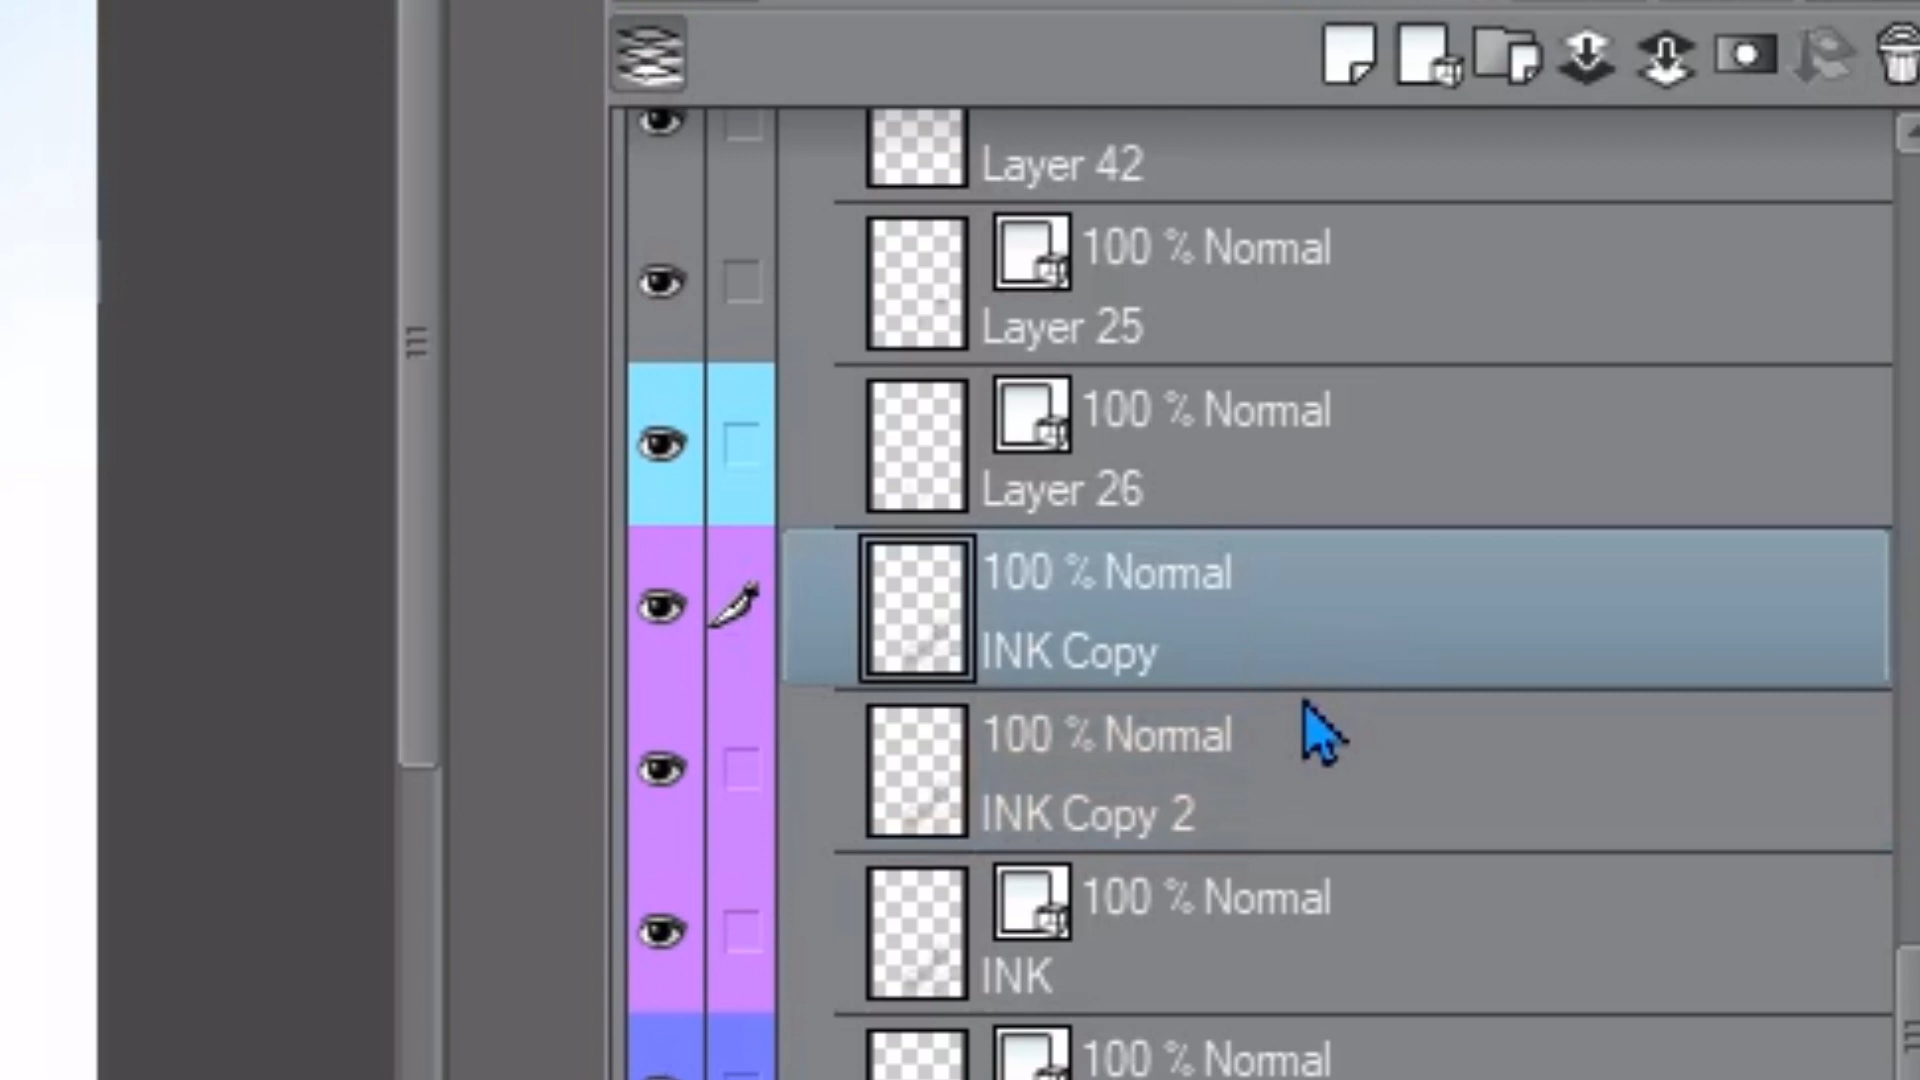 Layer 42
100 % Normal
Layer 25
100 % Normal
Layer 26
100 % Normal
INK Copy
100 % Normal
INK Copy 2
100 % Normal
INK
100 % Normal